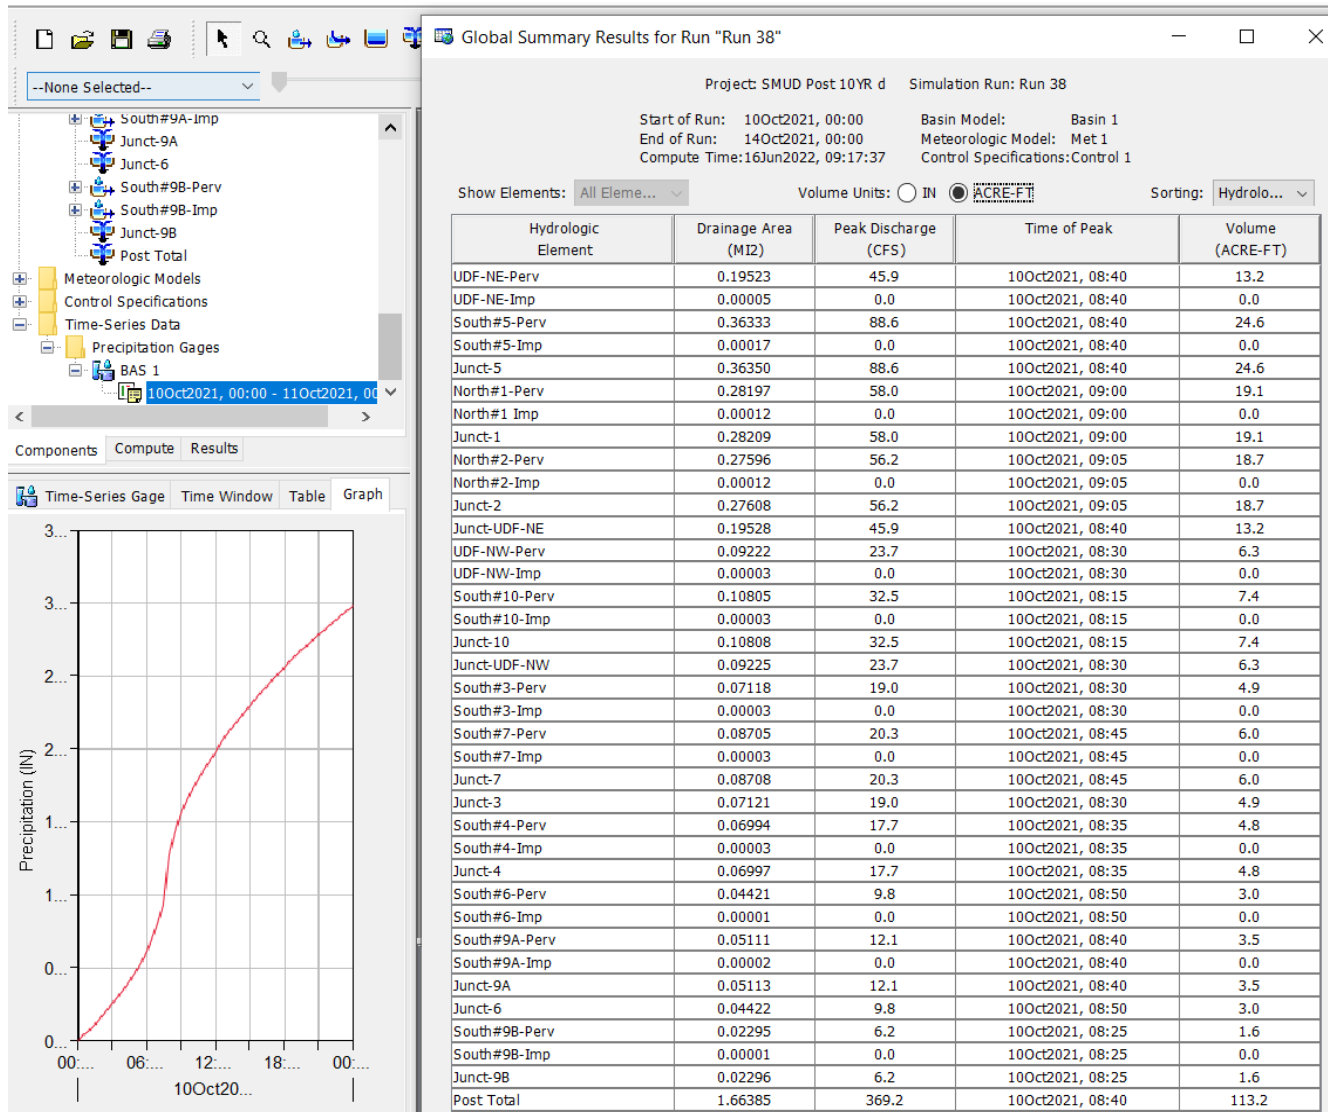 Global Summary Results for Run "Run 38"
--None Selected--
Project: SMUD Post 10YR d Simulation Run: Run 38
Start of Run: 10Oct2021, 00:00 Basin Model: Basin 1
End of Run: 14Oct2021, 00:00 Meteorologic Model: Met 1
Compute Time:16Jun2022, 09:17:37 Control Specifications:Control 1
Show Elements: All Eleme... Volume Units: IN ACRE-FT Sorting: Hydrolo...
South#9A-Imp
Junct-9A
Junct-6
South#9B-Perv
South#9B-Imp
Junct-9B
Post Total
Meteorologic Models
Control Specifications
Time-Series Data
Precipitation Gages
BAS 1
10Oct2021, 00:00 - 11Oct2021, 00
Components Compute Results
Time-Series Gage Time Window Table Graph
3...
3...
2...
2...
1...
1...
0...
0...
Precipitation (IN)
00:... 06:... 12:... 18:... 00:...
10Oct20...
Hydrologic Element Drainage Area (MI2) Peak Discharge (CFS) Time of Peak Volume (ACRE-FT)
UDF-NE-Perv 0.19523 45.9 10Oct2021, 08:40 13.2
UDF-NE-Imp 0.00005 0.0 10Oct2021, 08:40 0.0
South#5-Perv 0.36333 88.6 10Oct2021, 08:40 24.6
South#5-Imp 0.00017 0.0 10Oct2021, 08:40 0.0
Junct-5 0.36350 88.6 10Oct2021, 08:40 24.6
North#1-Perv 0.28197 58.0 10Oct2021, 09:00 19.1
North#1 Imp 0.00012 0.0 10Oct2021, 09:00 0.0
Junct-1 0.28209 58.0 10Oct2021, 09:00 19.1
North#2-Perv 0.27596 56.2 10Oct2021, 09:05 18.7
North#2-Imp 0.00012 0.0 10Oct2021, 09:05 0.0
Junct-2 0.27608 56.2 10Oct2021, 09:05 18.7
Junct-UDF-NE 0.19528 45.9 10Oct2021, 08:40 13.2
UDF-NW-Perv 0.09222 23.7 10Oct2021, 08:30 6.3
UDF-NW-Imp 0.00003 0.0 10Oct2021, 08:30 0.0
South#10-Perv 0.10805 32.5 10Oct2021, 08:15 7.4
South#10-Imp 0.00003 0.0 10Oct2021, 08:15 0.0
Junct-10 0.10808 32.5 10Oct2021, 08:15 7.4
Junct-UDF-NW 0.09225 23.7 10Oct2021, 08:30 6.3
South#3-Perv 0.07118 19.0 10Oct2021, 08:30 4.9
South#3-Imp 0.00003 0.0 10Oct2021, 08:30 0.0
South#7-Perv 0.08705 20.3 10Oct2021, 08:45 6.0
South#7-Imp 0.00003 0.0 10Oct2021, 08:45 0.0
Junct-7 0.08708 20.3 10Oct2021, 08:45 6.0
Junct-3 0.07121 19.0 10Oct2021, 08:30 4.9
South#4-Perv 0.06994 17.7 10Oct2021, 08:35 4.8
South#4-Imp 0.00003 0.0 10Oct2021, 08:35 0.0
Junct-4 0.06997 17.7 10Oct2021, 08:35 4.8
South#6-Perv 0.04421 9.8 10Oct2021, 08:50 3.0
South#6-Imp 0.00001 0.0 10Oct2021, 08:50 0.0
South#9A-Perv 0.05111 12.1 10Oct2021, 08:40 3.5
South#9A-Imp 0.00002 0.0 10Oct2021, 08:40 0.0
Junct-9A 0.05113 12.1 10Oct2021, 08:40 3.5
Junct-6 0.04422 9.8 10Oct2021, 08:50 3.0
South#9B-Perv 0.02295 6.2 10Oct2021, 08:25 1.6
South#9B-Imp 0.00001 0.0 10Oct2021, 08:25 0.0
Junct-9B 0.02296 6.2 10Oct2021, 08:25 1.6
Post Total 1.66385 369.2 10Oct2021, 08:40 113.2